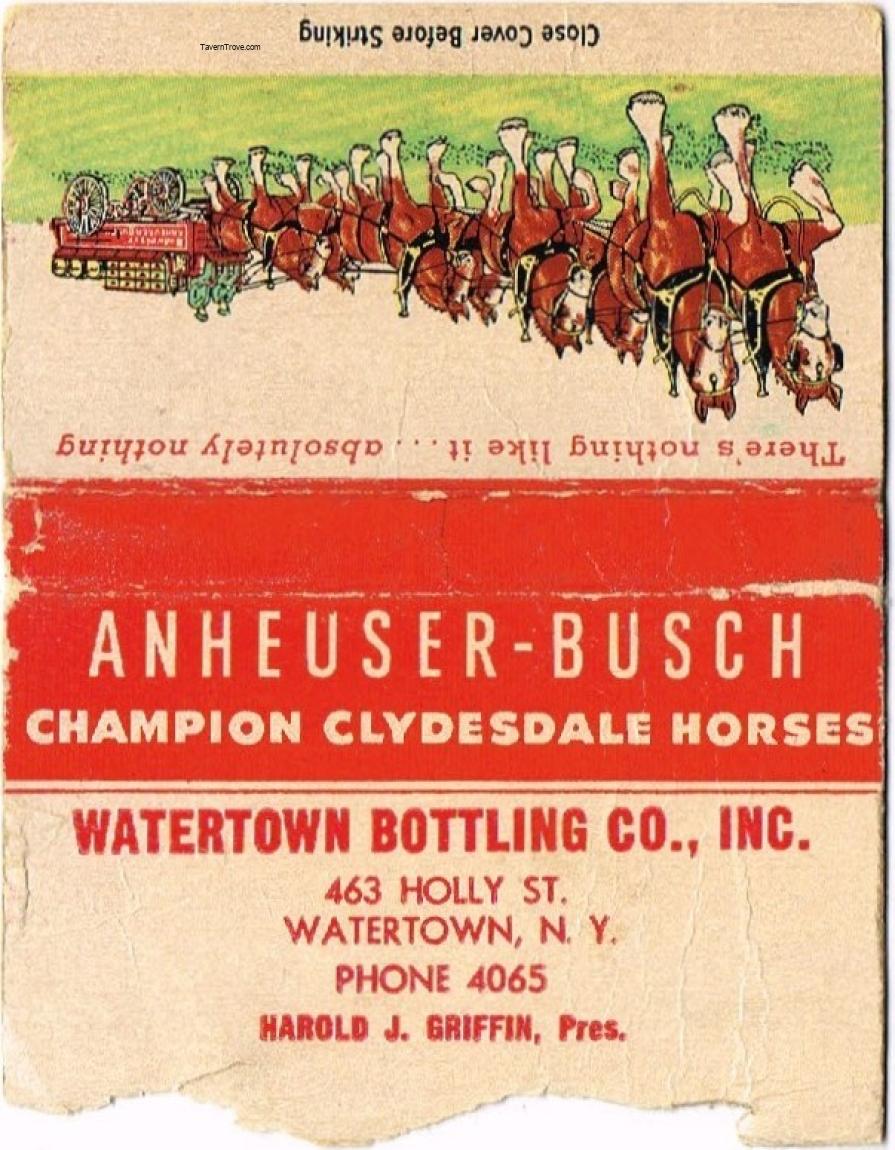 Close Cover Before Striking
TavernTrove.com
There's nothing like it . . . absolutely nothing
ANHEUSER-BUSCH
CHAMPION CLYDESDALE HORSES
WATERTOWN BOTTLING CO., INC.
463 HOLLY ST.
WATERTOWN, N. Y.
PHONE 4065
HAROLD J. GRIFFIN, Pres.